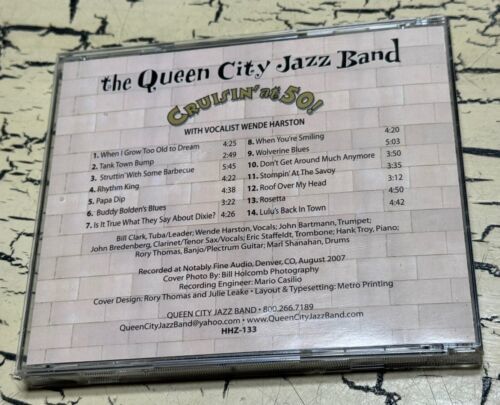 the Queen City Jazz Band
CRUISIN' at 50!
WITH VOCALIST WENDE HARSTON
1. When I Grow Too Old to Dream 4:25
2. Tank Town Bump 2:49
3. Struttin' With Some Barbecue 5:45
4. Rhythm King
5. Papa Dip 4:38
6. Buddy Bolden's Blues
7. Is It True What They Say About Dixie? 4:26
8. When You're Smiling 4:20
9. Wolverine Blues 5:03
10. Don't Get Around Much Anymore 3:50
11. Stompin' At The Savoy 3:35
12. Roof Over My Head 3:12
13. Rosetta 5:16
14. Lulu's Back in Town 4:42
Bill Clark, Tuba/Leader; Wende Harston, Vocals; John Bartmann, Trumpet;
John Bredenberg, Clarinet/Tenor Sax/Vocals; Eric Staffeldt, Trombone; Hank Troy, Piano;
Rory Thomas, Banjo/Plectrum Guitar; Marl Shanahan, Drums
Recorded at Notably Fine Audio, Denver, CO, August 2007
Cover Photo By: Bill Holcomb Photography
Recording Engineer: Mario Casilio
Cover Design: Rory Thomas and Julie Leake • Layout & Typesetting: Metro Printing
QUEEN CITY JAZZ BAND • 800.266.7189
QueenCityJazzBand@yahoo.com • www.QueenCityJazzBand.com
HHZ-133